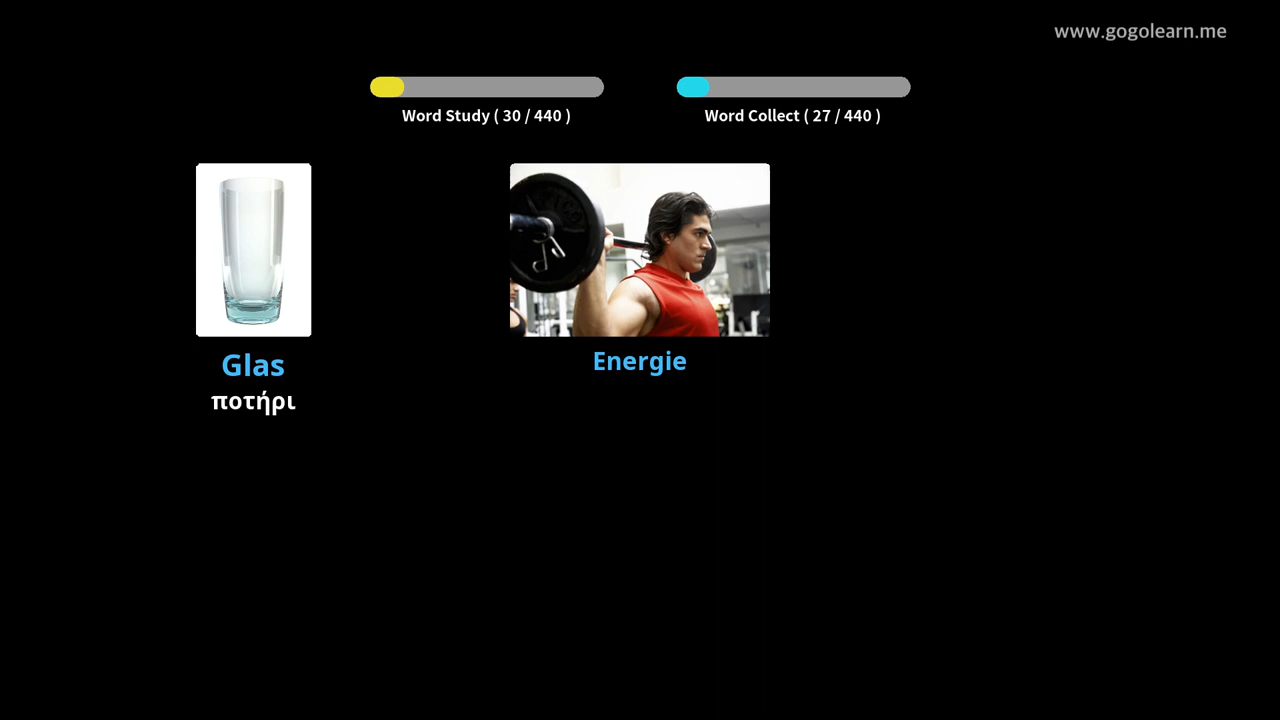 www.gogolearn.me
Word Study ( 30 / 440 )
Word Collect ( 27 / 440 )
Glas
ποτήρι
Energie